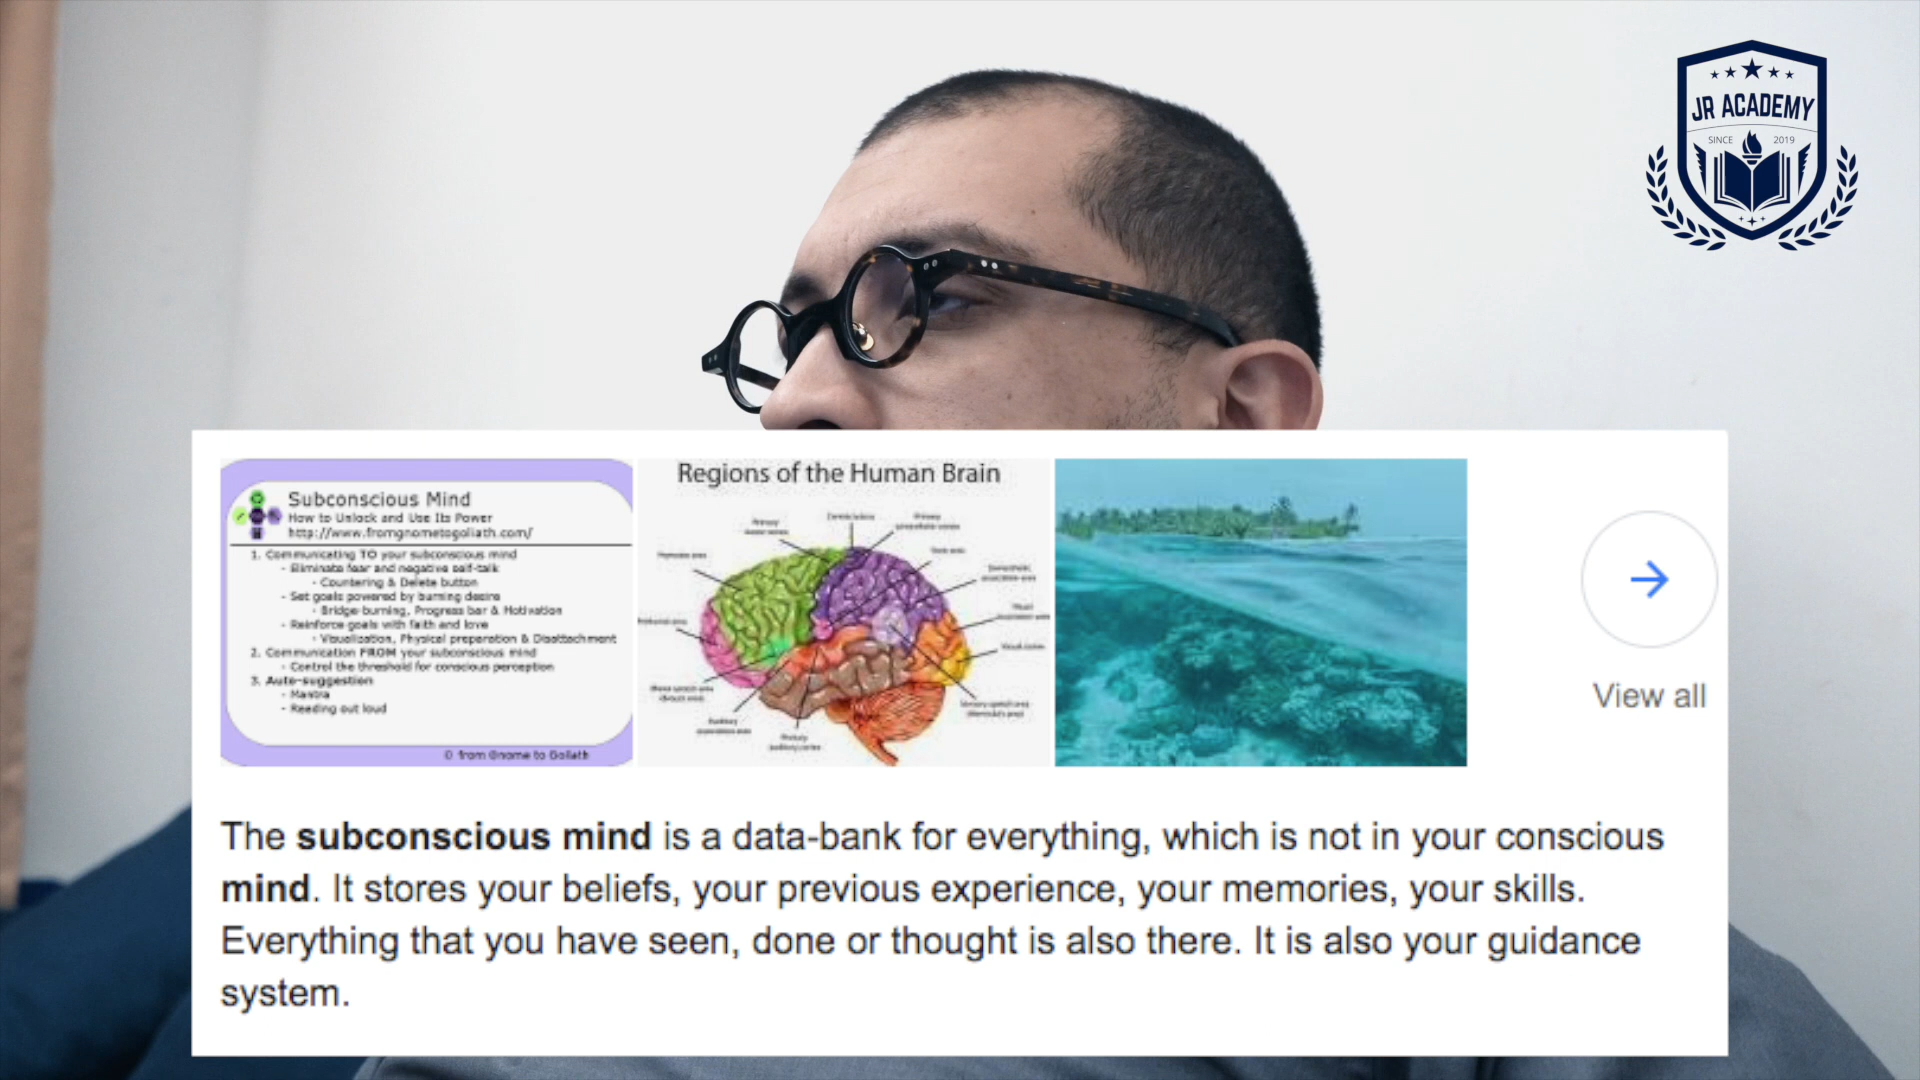 JR ACADEMY
SINCE 2019
Subconscious Mind
How to Unlock and Use Its Power
http://www.fromgnometogoliath.com/
1. Communicating TO your subconscious mind
- Eliminate fear and negative self-talk
- Countering & Delete button
- Set goals powered by burning desire
- Bridge-burning, Progress bar & Motivation
- Reinforce goals with faith and love
- Visualization, Physical preparation & Disattachment
2. Communication FROM your subconscious mind
- Control the threshold for conscious perception
3. Auto-suggestion
- Mantra
- Reading out loud
© from Gnome to Goliath
Regions of the Human Brain
View all
The subconscious mind is a data-bank for everything, which is not in your conscious
mind. It stores your beliefs, your previous experience, your memories, your skills.
Everything that you have seen, done or thought is also there. It is also your guidance
system.